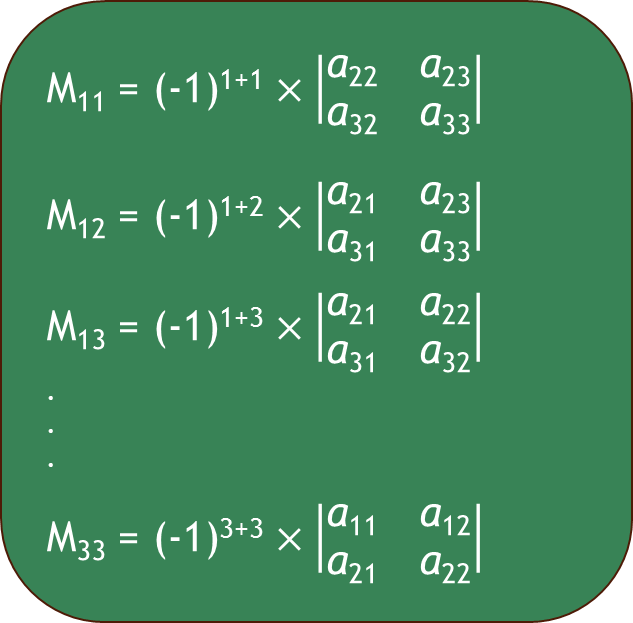 M₁₁ = (-1)¹⁺¹ × |a₂₂ a₂₃|
|a₃₂ a₃₃|
M₁₂ = (-1)¹⁺² × |a₂₁ a₂₃|
|a₃₁ a₃₃|
M₁₃ = (-1)¹⁺³ × |a₂₁ a₂₂|
|a₃₁ a₃₂|
.
.
.
M₃₃ = (-1)³⁺³ × |a₁₁ a₁₂|
|a₂₁ a₂₂|